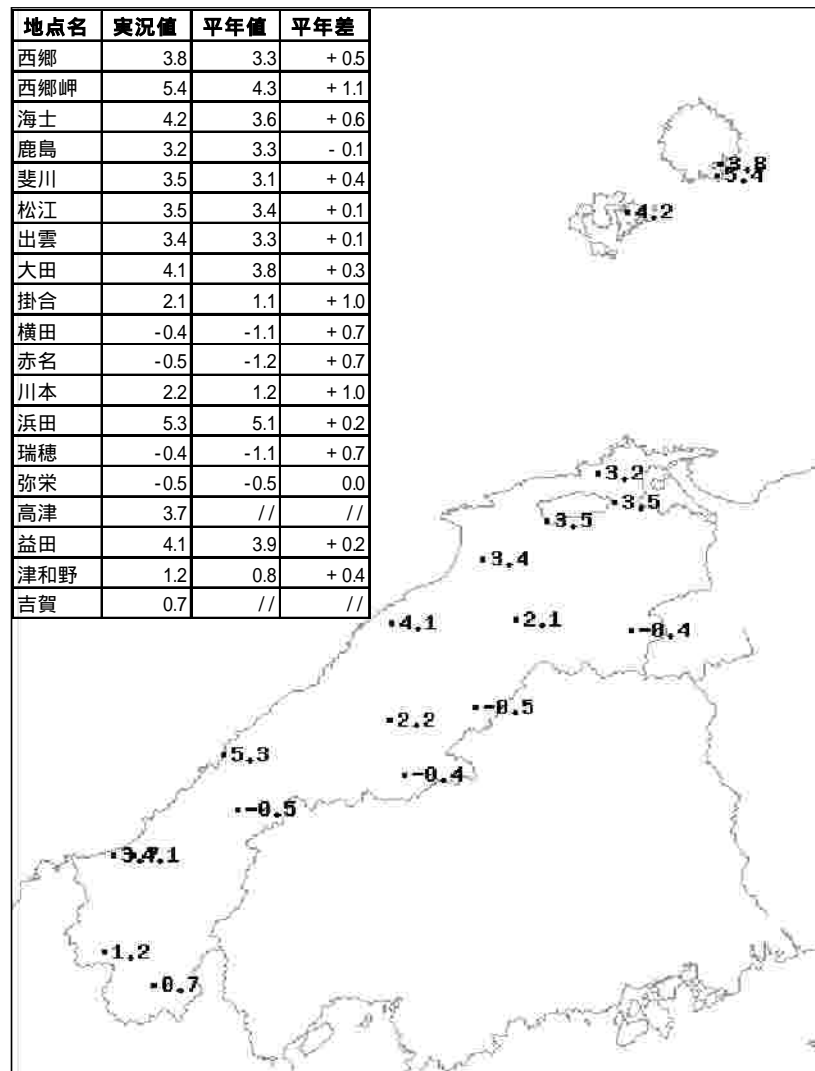 地点名 実況値 平年値 平年差
西郷 3.8 3.3 + 0.5
西郷岬 5.4 4.3 + 1.1
海士 4.2 3.6 + 0.6
鹿島 3.2 3.3 - 0.1
斐川 3.5 3.1 + 0.4
松江 3.5 3.4 + 0.1
出雲 3.4 3.3 + 0.1
大田 4.1 3.8 + 0.3
掛合 2.1 1.1 + 1.0
横田 -0.4 -1.1 + 0.7
赤名 -0.5 -1.2 + 0.7
川本 2.2 1.2 + 1.0
浜田 5.3 5.1 + 0.2
瑞穂 -0.4 -1.1 + 0.7
弥栄 -0.5 -0.5 0.0
高津 3.7 // //
益田 4.1 3.9 + 0.2
津和野 1.2 0.8 + 0.4
吉賀 0.7 // //
3.8
5.4
4.2
3.2
3.5
3.5
3.4
4.1
2.1
-0.4
-0.5
2.2
5.3
-0.4
-0.5
3.7
4.1
1.2
0.7